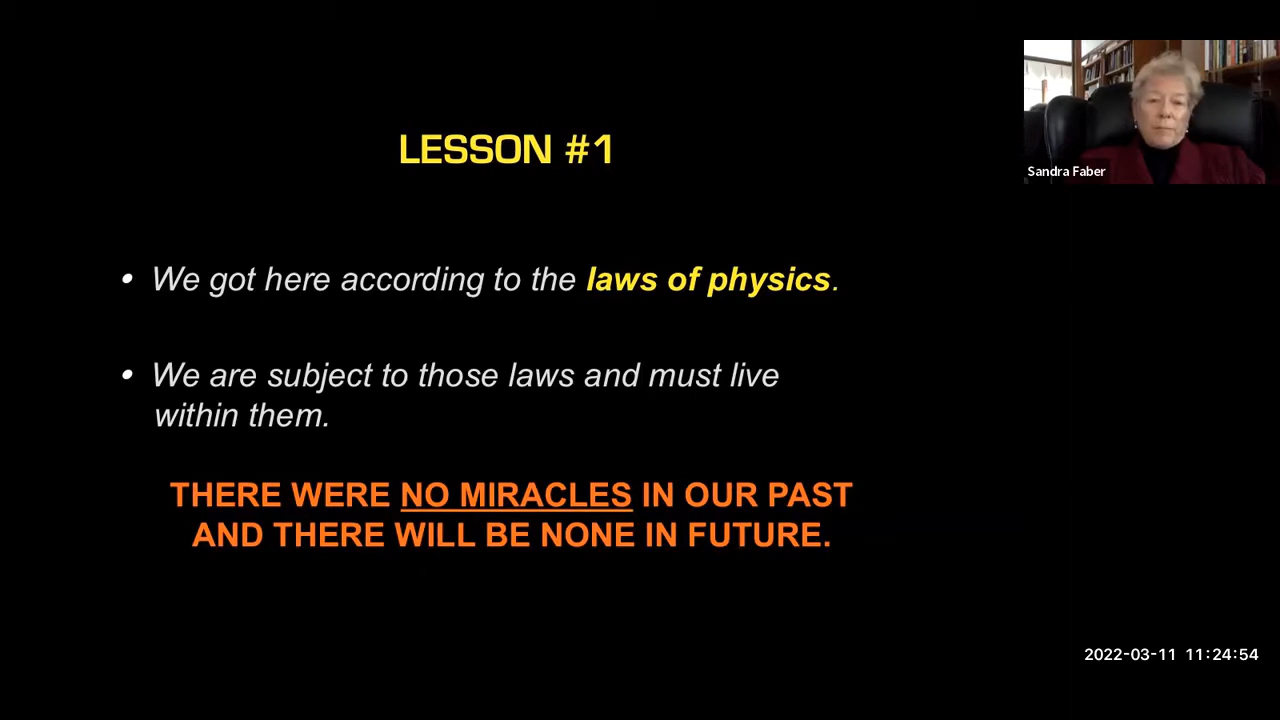 LESSON #1
Sandra Faber
• We got here according to the laws of physics.
• We are subject to those laws and must live
within them.
THERE WERE NO MIRACLES IN OUR PAST
AND THERE WILL BE NONE IN FUTURE.
2022-03-11 11:24:54